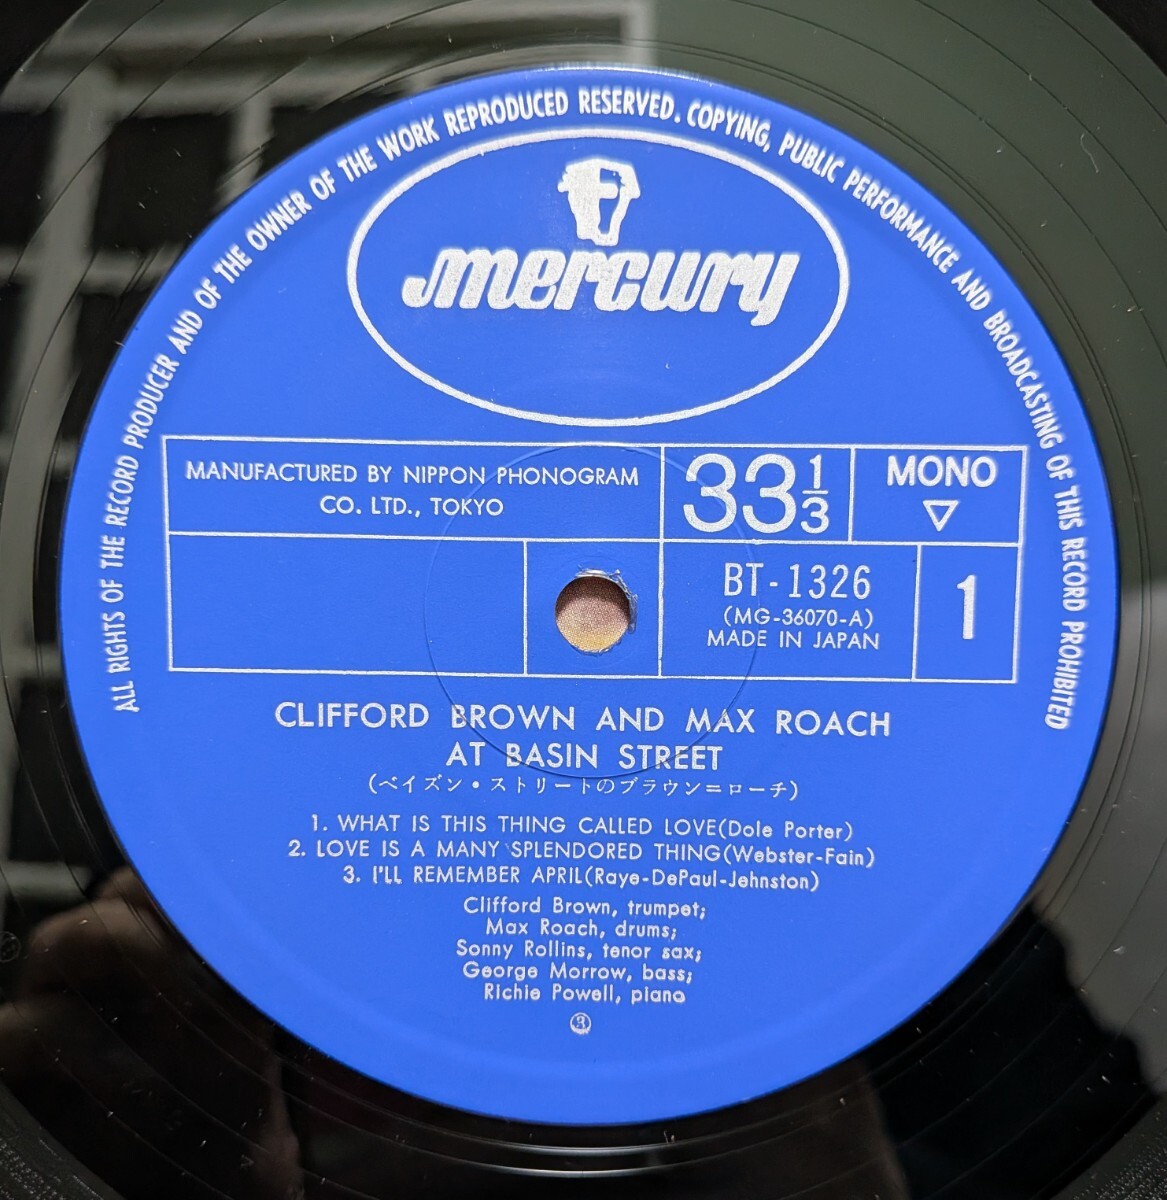 ALL RIGHTS OF THE RECORD PRODUCER AND OF THE OWNER OF THE WORK REPRODUCED RESERVED. COPYING, PUBLIC PERFORMANCE AND BROADCASTING OF THIS RECORD PROHIBITED
mercury
MANUFACTURED BY NIPPON PHONOGRAM
CO. LTD., TOKYO
33 1/3
MONO
▽
BT-1326
(MG-36070-A)
MADE IN JAPAN
1
CLIFFORD BROWN AND MAX ROACH
AT BASIN STREET
(ベイズン・ストリートのブラウン=ローチ)
1. WHAT IS THIS THING CALLED LOVE(Dole Porter)
2. LOVE IS A MANY SPLENDORED THING(Webster-Fain)
3. I'LL REMEMBER APRIL(Raye-DePaul-Jehnston)
Clifford Brown, trumpet;
Max Roach, drums;
Sonny Rollins, tenor sax;
George Morrow, bass;
Richie Powell, piano
③